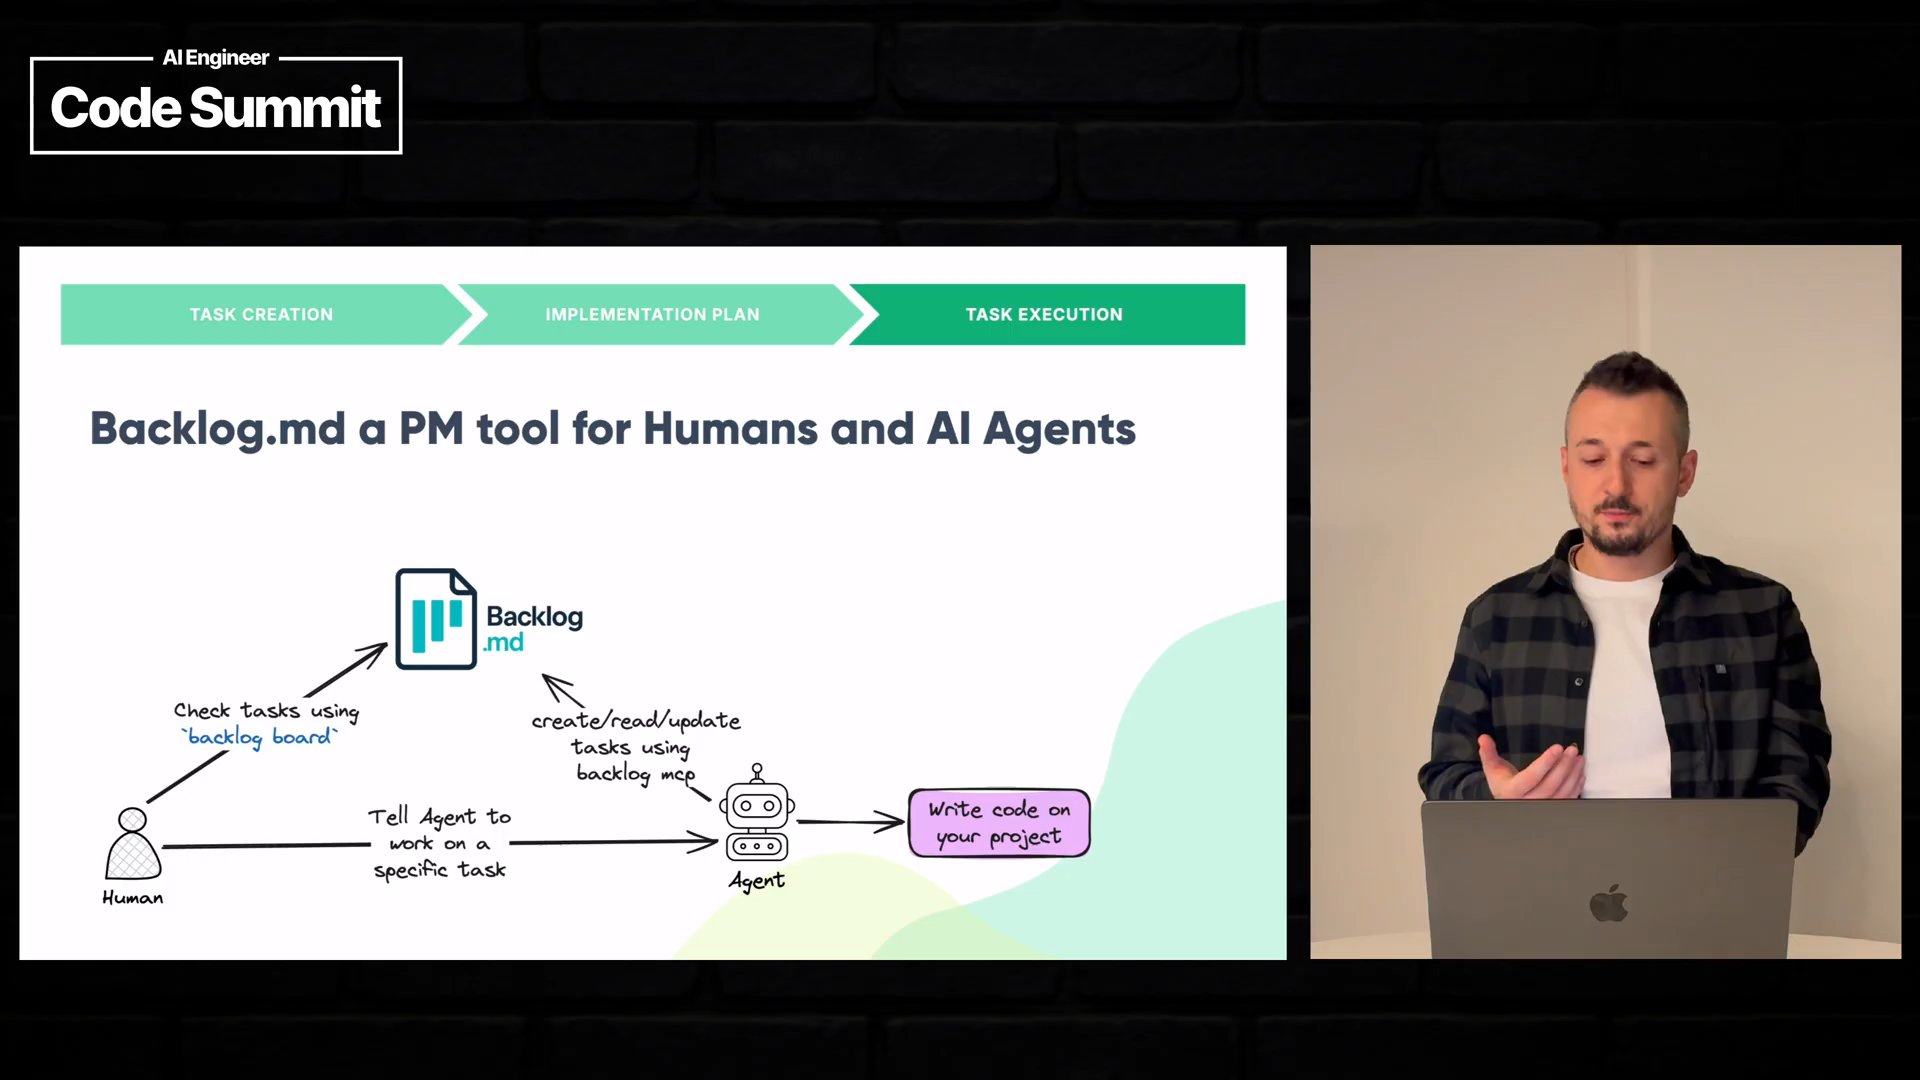 AI Engineer
Code Summit
TASK CREATION
IMPLEMENTATION PLAN
TASK EXECUTION
Backlog.md a PM tool for Humans and AI Agents
Backlog
.md
Check tasks using
`backlog board`
create/read/update
tasks using
backlog mcp
Tell Agent to
work on a
specific task
Write code on
your project
Human
Agent